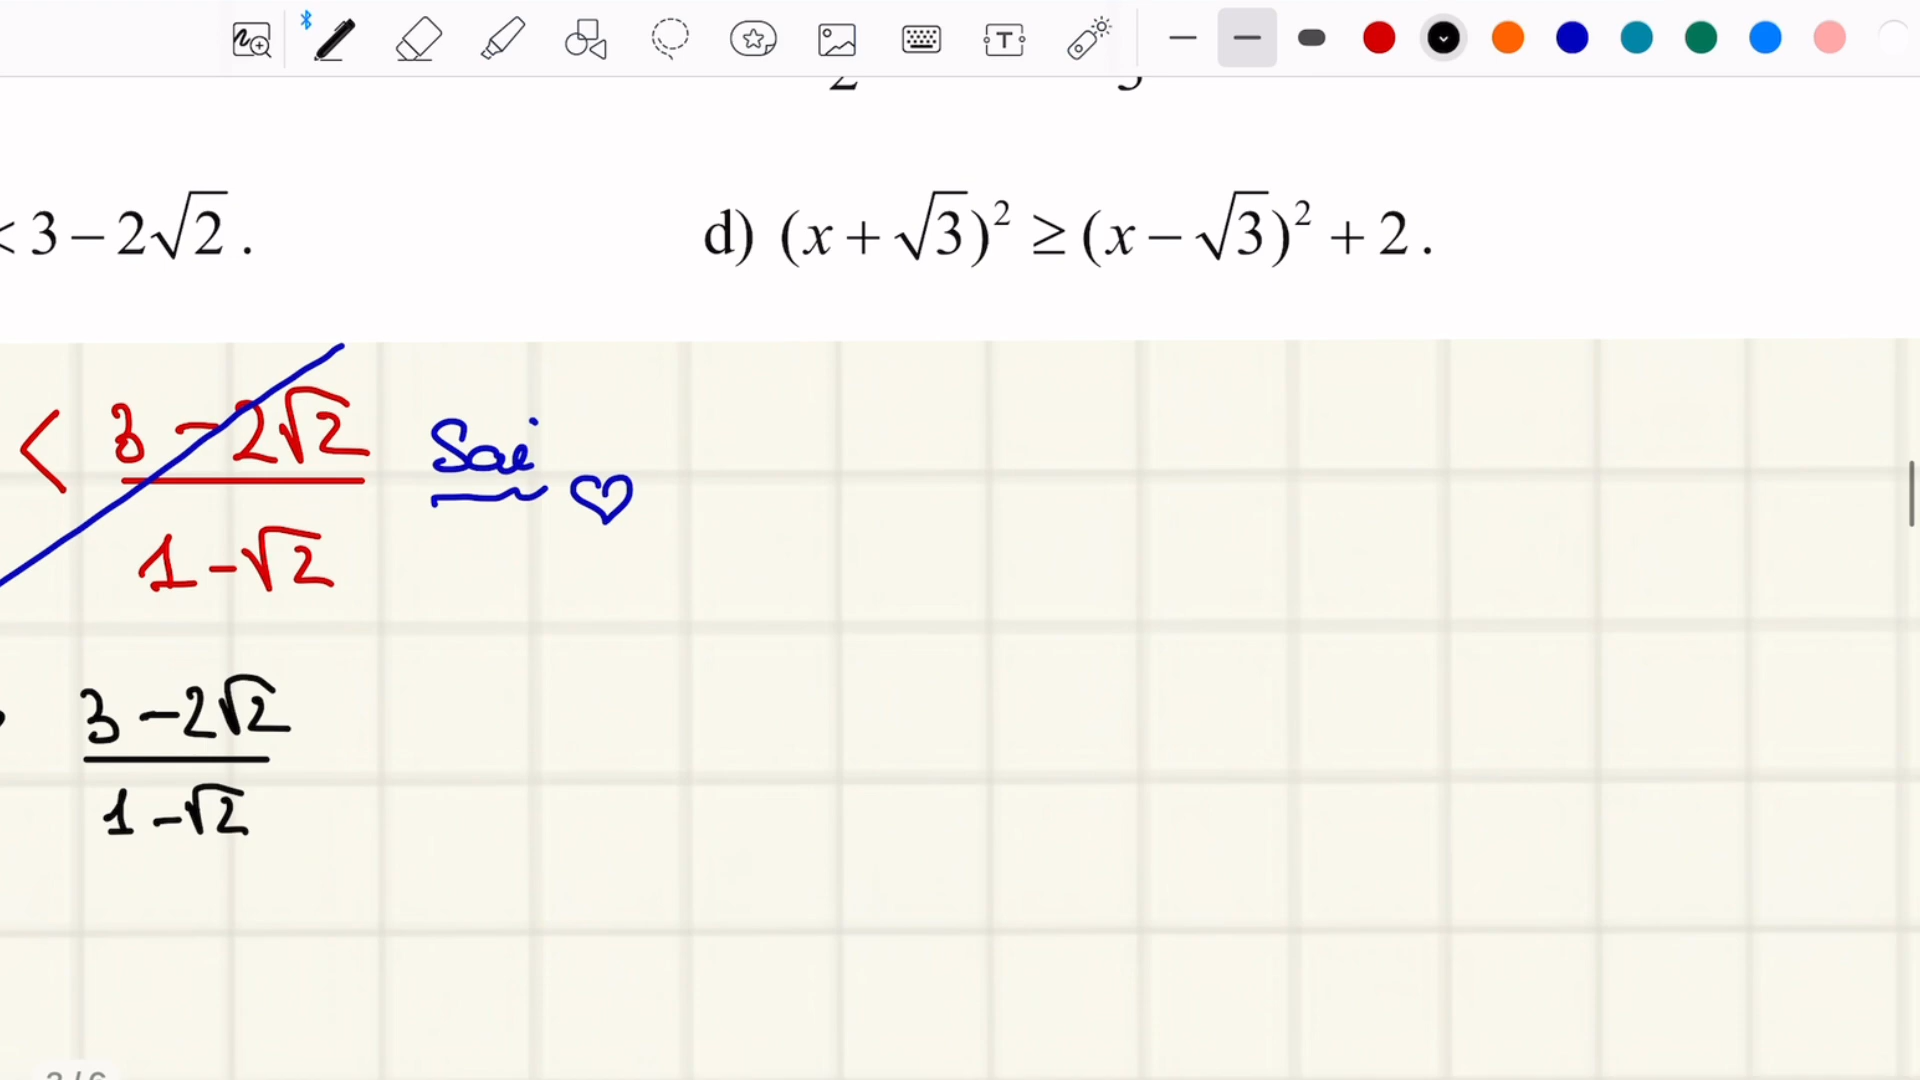 < 3 − 2√2 .
d) (x + √3)² ≥ (x − √3)² + 2 .
< 3 − 2√2 Sai
1 − √2
3 − 2√2
1 − √2